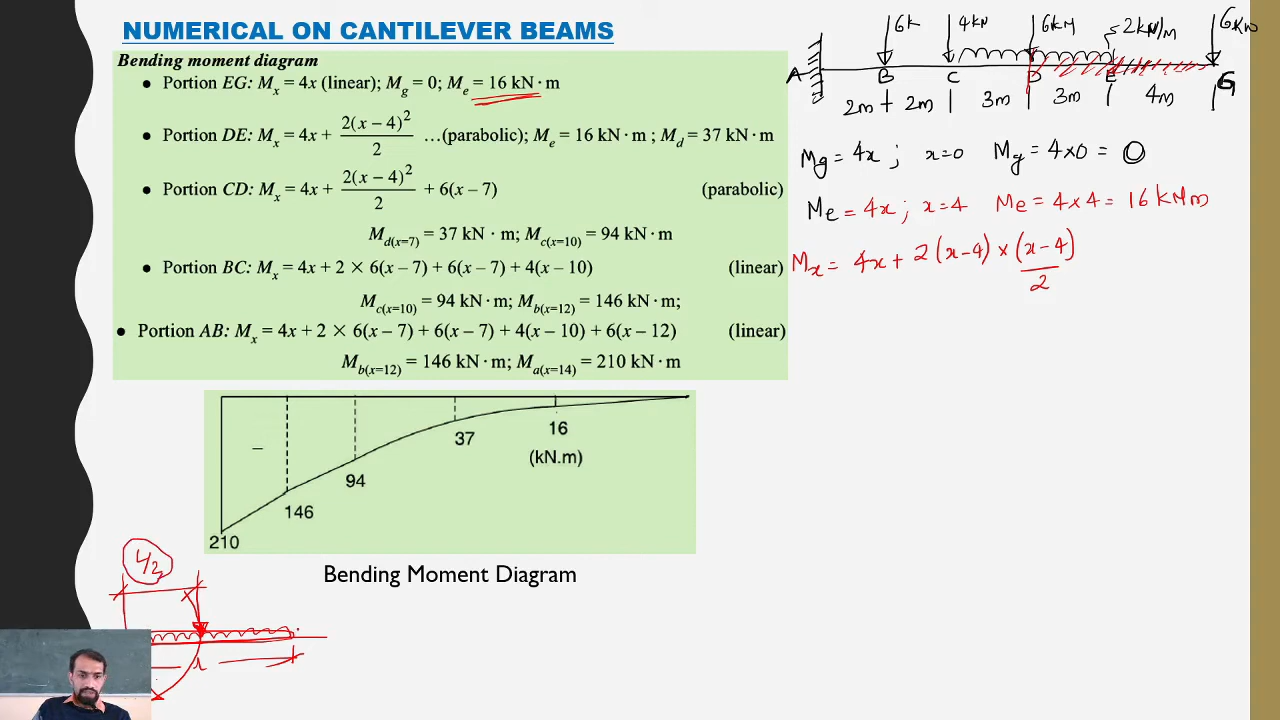 NUMERICAL ON CANTILEVER BEAMS
Bending moment diagram
• Portion EG: Mx = 4x (linear); Mg = 0; Me = 16 kN · m
• Portion DE: Mx = 4x + 2(x – 4)²/2 ...(parabolic); Me = 16 kN · m ; Md = 37 kN · m
• Portion CD: Mx = 4x + 2(x – 4)²/2 + 6(x – 7) (parabolic)
Md(x=7) = 37 kN · m; Mc(x=10) = 94 kN · m
• Portion BC: Mx = 4x + 2 × 6(x – 7) + 6(x – 7) + 4(x – 10) (linear)
Mc(x=10) = 94 kN · m; Mb(x=12) = 146 kN · m;
• Portion AB: Mx = 4x + 2 × 6(x – 7) + 6(x – 7) + 4(x – 10) + 6(x – 12) (linear)
Mb(x=12) = 146 kN · m; Ma(x=14) = 210 kN · m
–
210
146
94
37
16
(kN.m)
Bending Moment Diagram
6k 4kN 6kN 2kN/m
A B C D E G
2m + 2m 3m 3m 4m
Mg = 4x ; x=0 Mg = 4×0 = 0
Me = 4x ; x=4 Me = 4×4 = 16 kNm
Mx = 4x + 2(x-4) × (x-4)/2